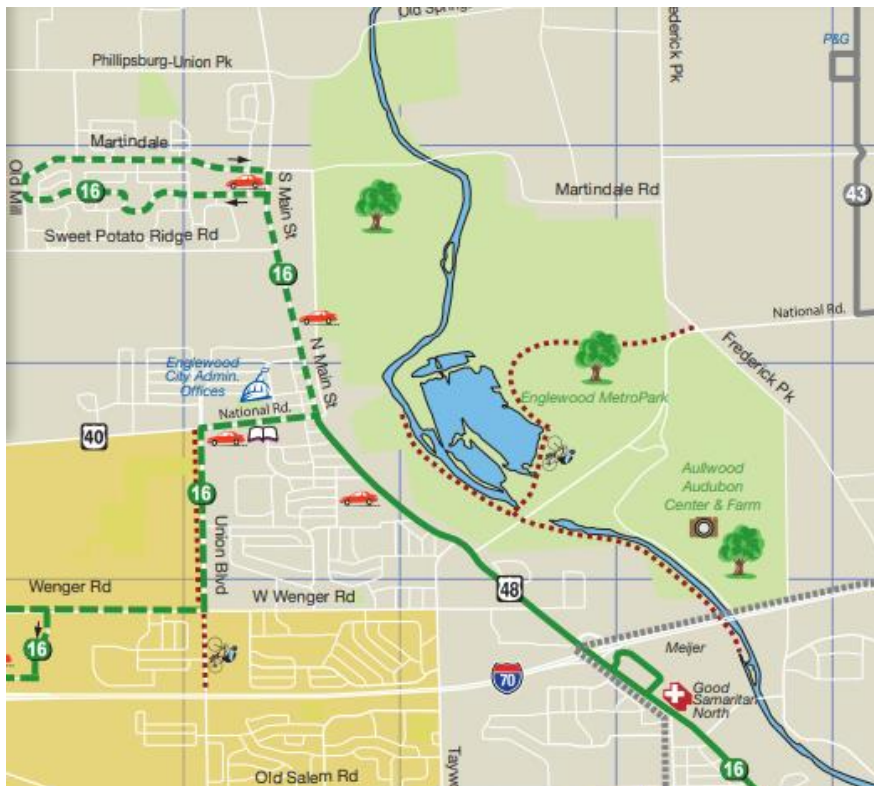 Old Spring
Phillipsburg-Union Pk
Frederick Pk
P&G
Martindale
Old Mill
16
S Main St
Martindale Rd
43
Sweet Potato Ridge Rd
16
National Rd.
N Main St
Englewood
City Admin.
Offices
Frederick Pk
Englewood MetroPark
National Rd.
40
16
Aullwood
Audubon
Center & Farm
Union Blvd
Wenger Rd
W Wenger Rd
48
16
Meijer
70
Good
Samaritan
North
Old Salem Rd
Tayw
16